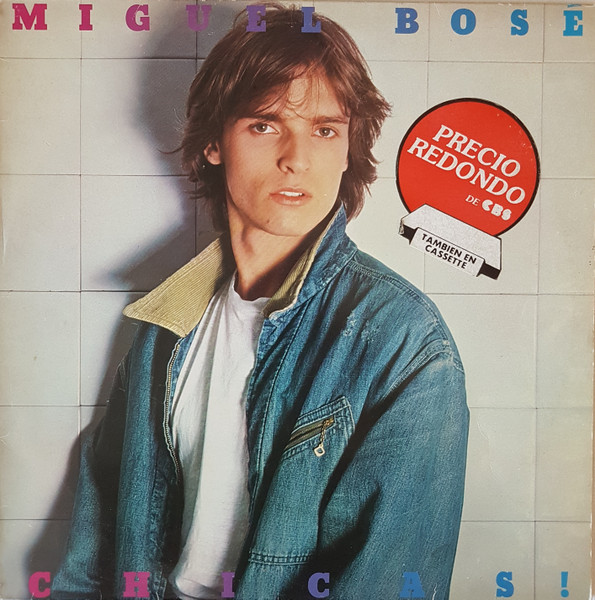 MIGUEL BOSÉ
PRECIO
REDONDO
DE CBS
TAMBIEN EN
CASSETTE
CHICAS!